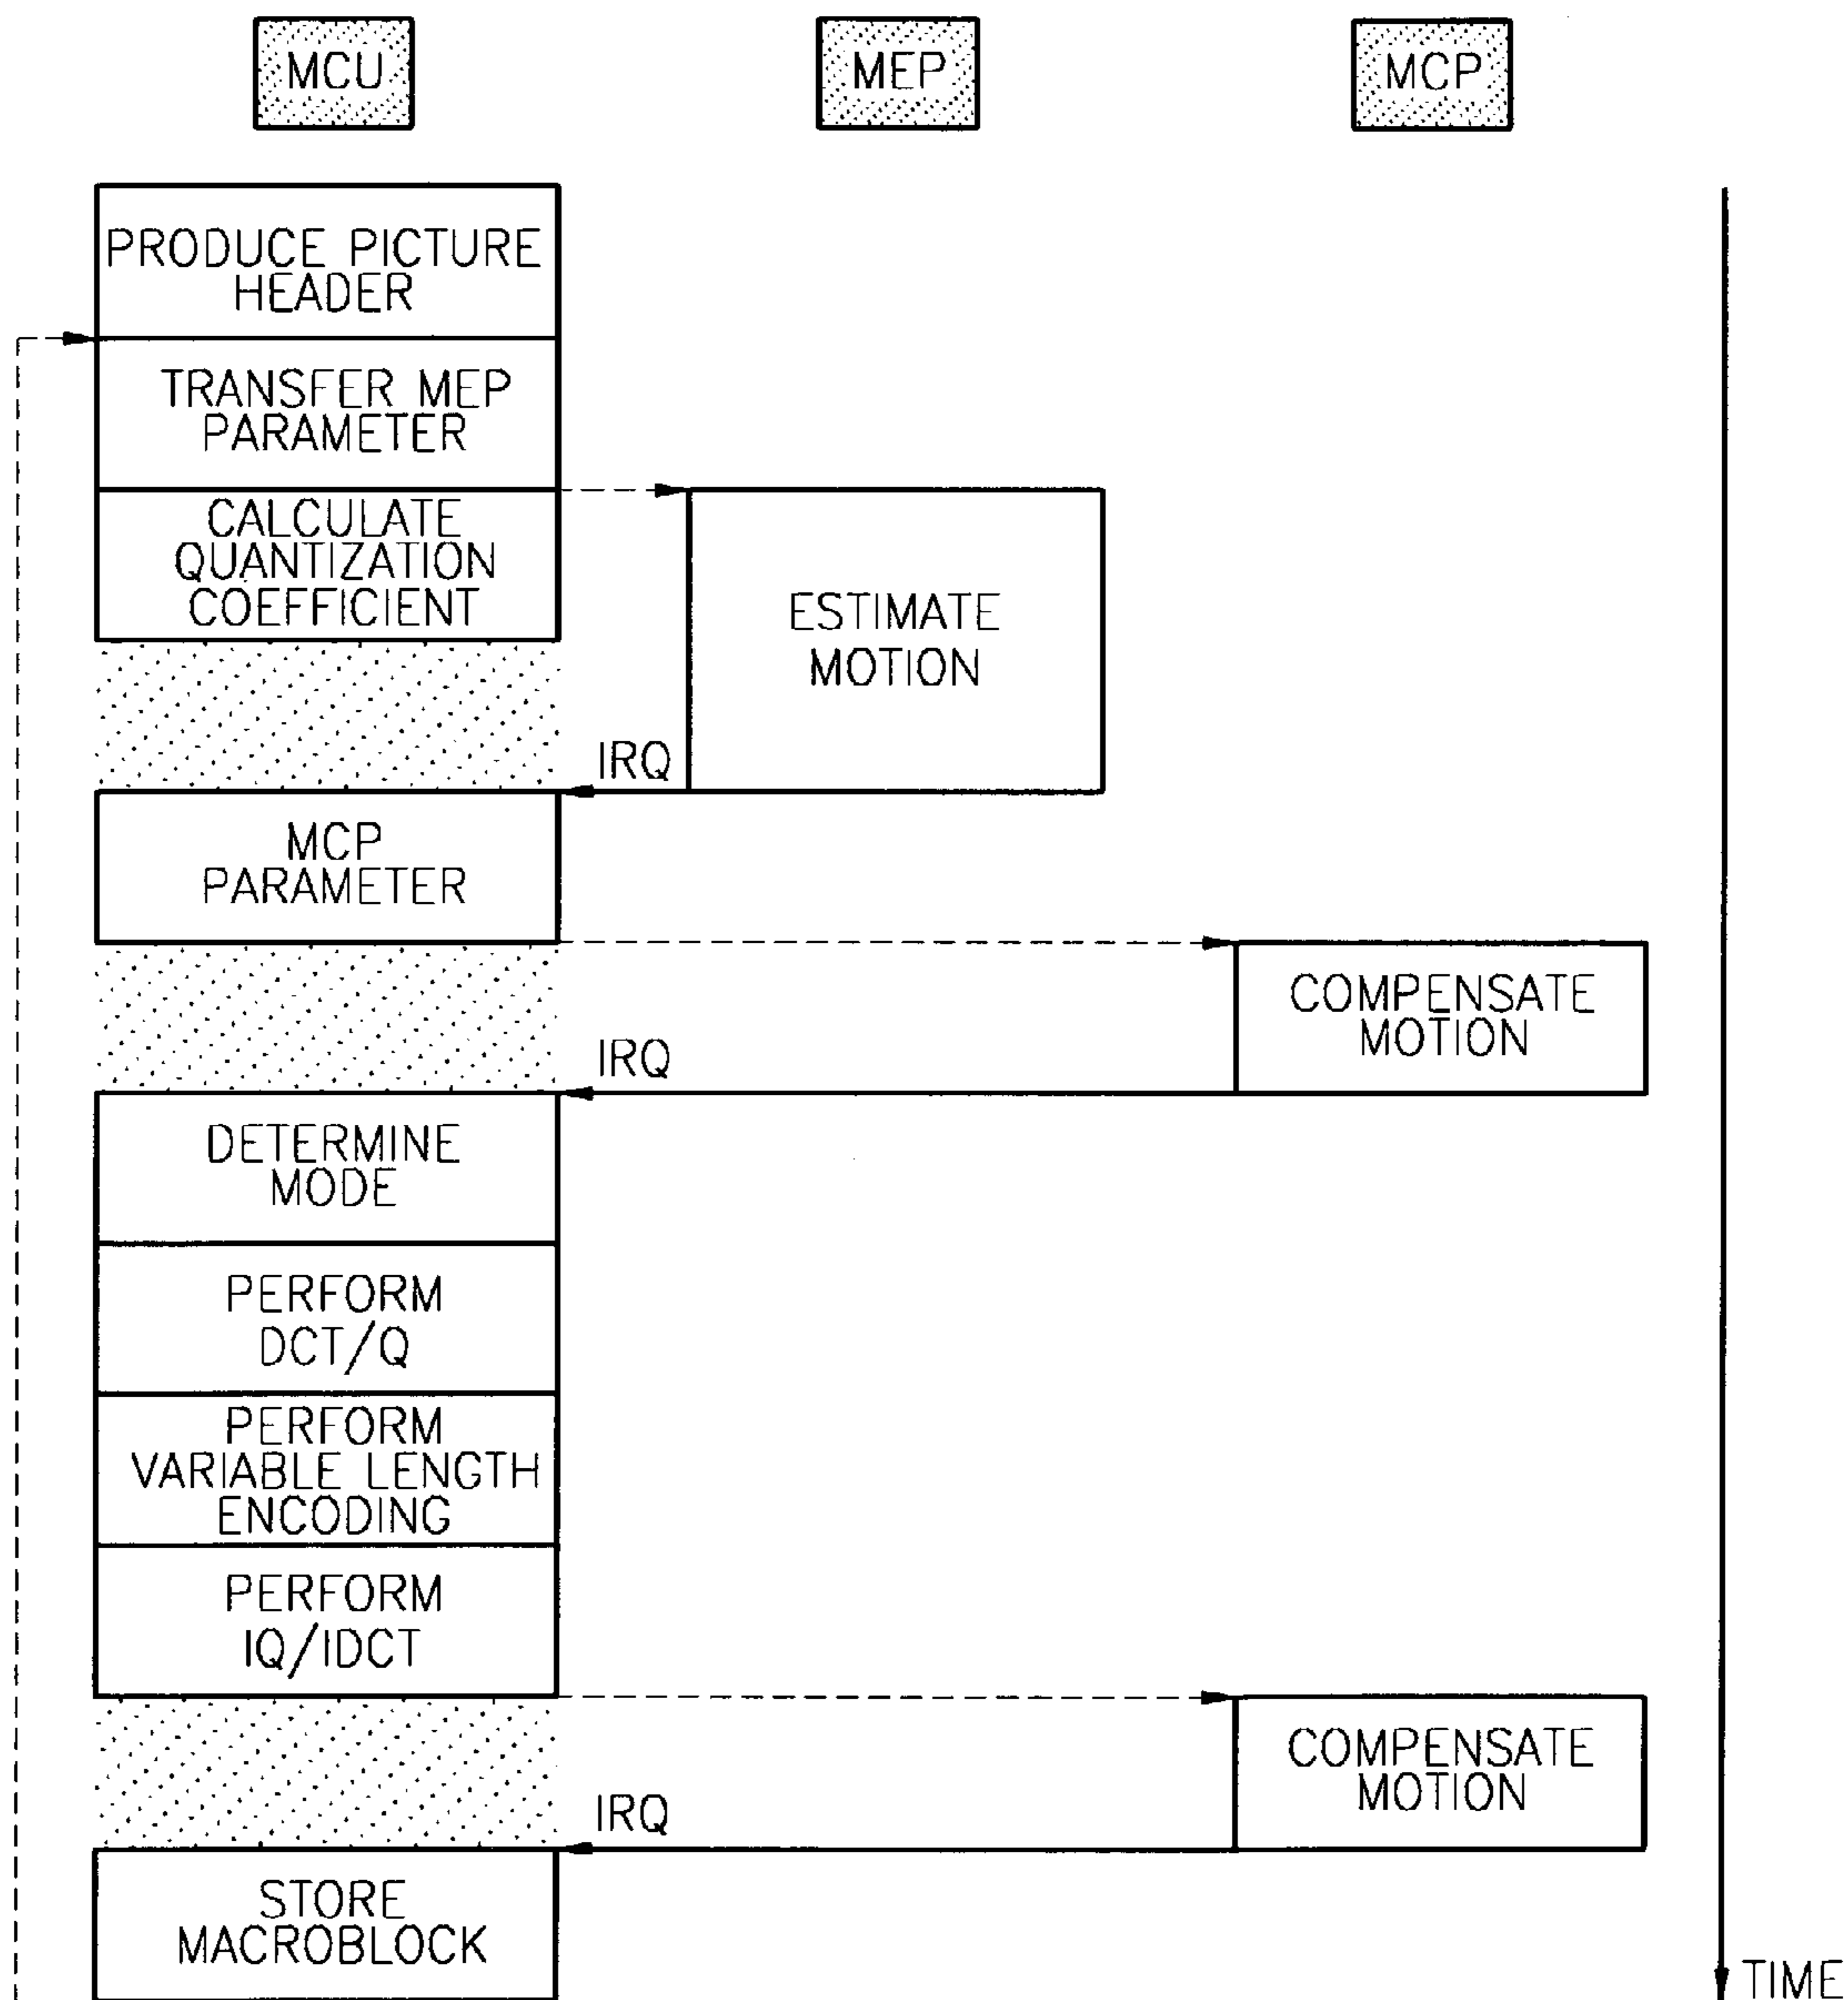 MCU
MEP
MCP
PRODUCE PICTURE
HEADER
TRANSFER MEP
PARAMETER
CALCULATE
QUANTIZATION
COEFFICIENT
ESTIMATE
MOTION
IRQ
MCP
PARAMETER
COMPENSATE
MOTION
IRQ
DETERMINE
MODE
PERFORM
DCT/Q
PERFORM
VARIABLE LENGTH
ENCODING
PERFORM
IQ/IDCT
COMPENSATE
MOTION
IRQ
STORE
MACROBLOCK
TIME